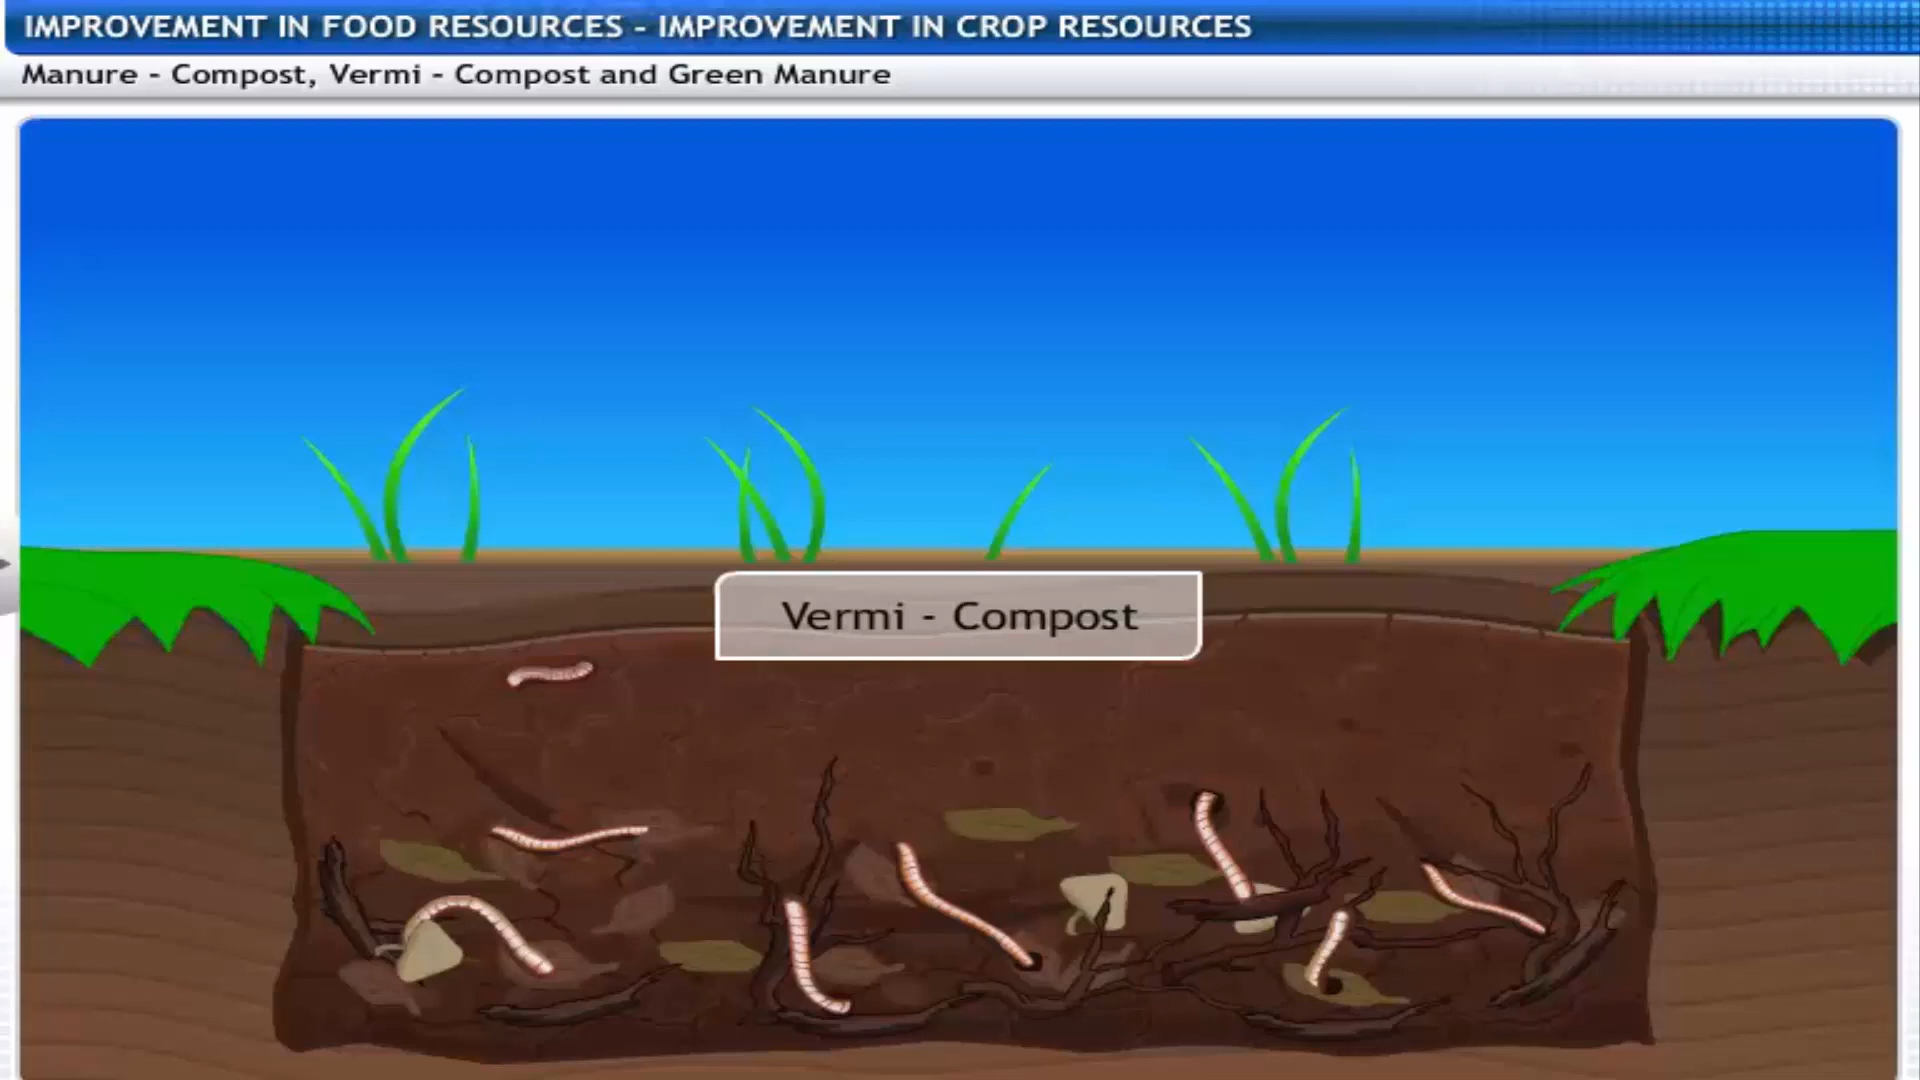 IMPROVEMENT IN FOOD RESOURCES - IMPROVEMENT IN CROP RESOURCES
Manure - Compost, Vermi - Compost and Green Manure
Vermi - Compost